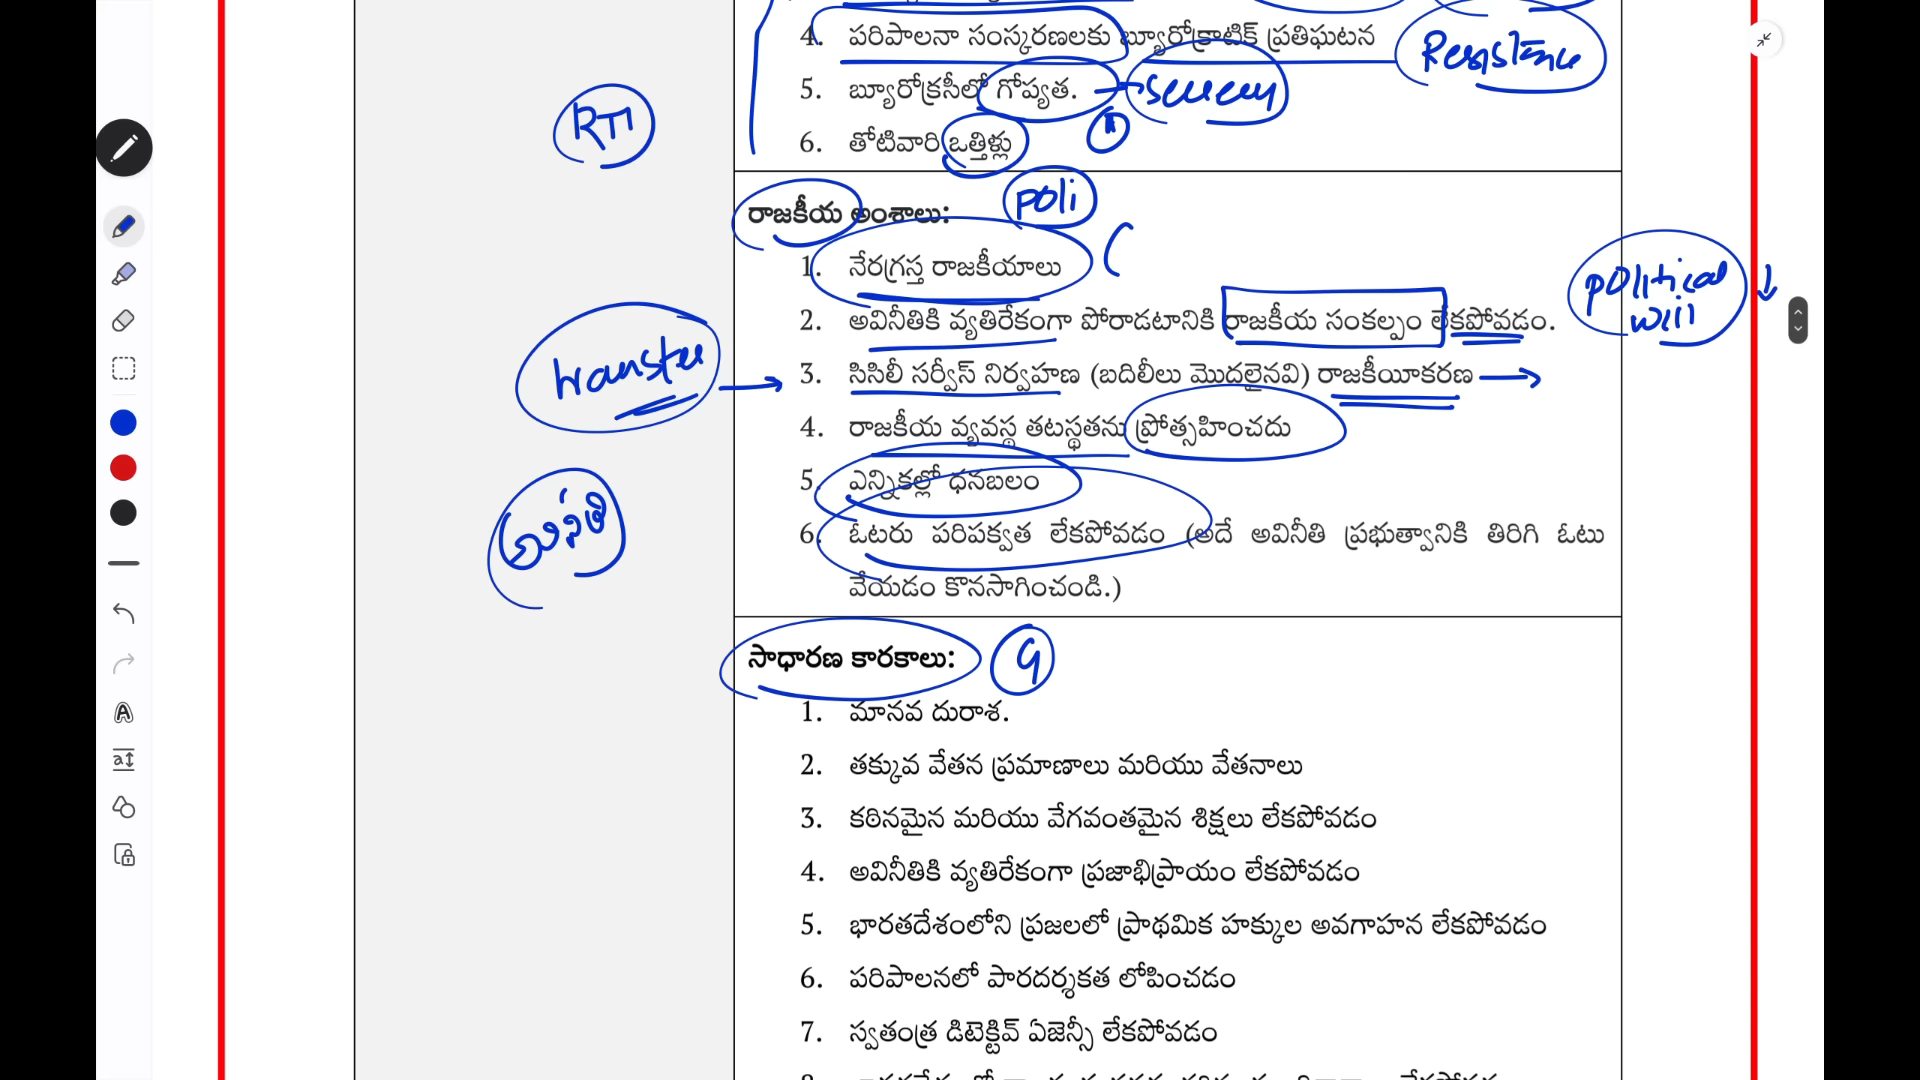 4. పరిపాలనా సంస్కరణలకు బ్యూరోక్రాటిక్ ప్రతిఘటన
Resistance
5. బ్యూరోక్రసీలో గోప్యత.
RTI
6. తోటివారి ఒత్తిళ్లు
రాజకీయ అంశాలు: poli
1. నేరగ్రస్త రాజకీయాలు
2. అవినీతికి వ్యతిరేకంగా పోరాడటానికి రాజకీయ సంకల్పం లేకపోవడం.
political will ↓
transfer
3. సిసిలీ సర్వీస్ నిర్వహణ (బదిలీలు మొదలైనవి) రాజకీయీకరణ
4. రాజకీయ వ్యవస్థ తటస్థతను ప్రోత్సహించదు
5. ఎన్నికల్లో ధనబలం
6. ఓటరు పరిపక్వత లేకపోవడం (అదే అవినీతి ప్రభుత్వానికి తిరిగి ఓటు
వేయడం కొనసాగించండి.)
సాధారణ కారకాలు: G
1. మానవ దురాశ.
2. తక్కువ వేతన ప్రమాణాలు మరియు వేతనాలు
3. కఠినమైన మరియు వేగవంతమైన శిక్షలు లేకపోవడం
4. అవినీతికి వ్యతిరేకంగా ప్రజాభిప్రాయం లేకపోవడం
5. భారతదేశంలోని ప్రజలలో ప్రాథమిక హక్కుల అవగాహన లేకపోవడం
6. పరిపాలనలో పారదర్శకత లోపించడం
7. స్వతంత్ర డిటెక్టివ్ ఏజెన్సీ లేకపోవడం